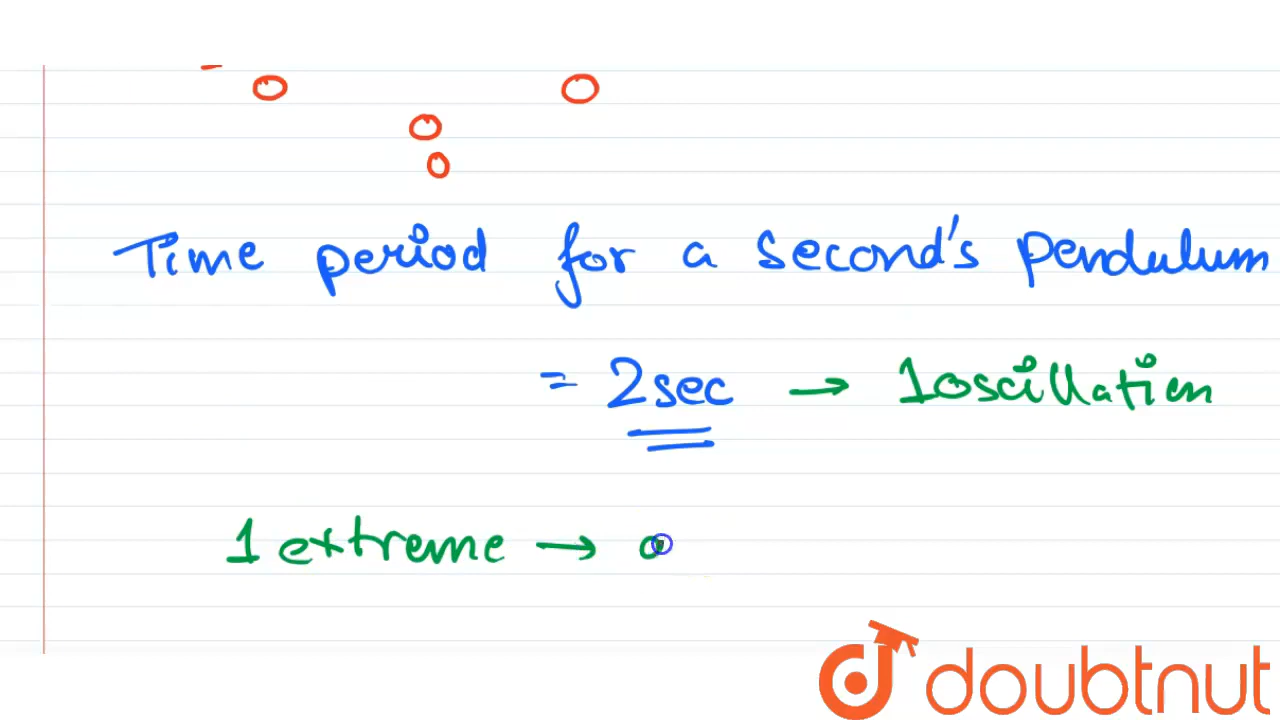 Time period for a second's pendulum
= 2sec → 1oscillation
1 extreme →
doubtnut